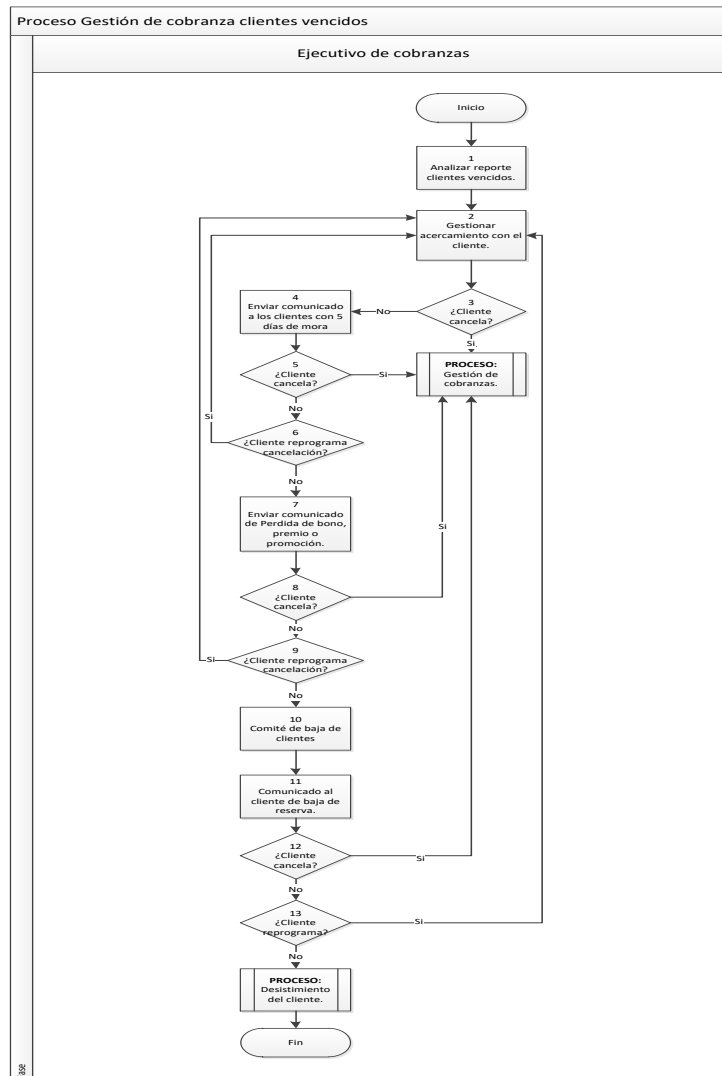 Proceso Gestión de cobranza clientes vencidos
Ejecutivo de cobranzas
Inicio
1
Analizar reporte
clientes vencidos.
2
Gestionar
acercamiento con el
cliente.
3
¿Cliente
cancela?
No
Si
4
Enviar comunicado
a los clientes con 5
días de mora
5
¿Cliente
cancela?
Si
PROCESO:
Gestión de
cobranzas.
No
6
¿Cliente reprograma
cancelación?
Si
No
7
Enviar comunicado
de Perdida de bono,
premio o
promoción.
Si
8
¿Cliente
cancela?
No
9
¿Cliente reprograma
cancelación?
Si
No
10
Comité de baja de
clientes
11
Comunicado al
cliente de baja de
reserva.
12
¿Cliente
cancela?
Si
No
13
¿Cliente
reprograma?
Si
No
PROCESO:
Desistimiento
del cliente.
Fin